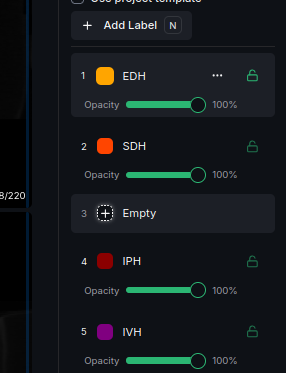 Use project template
+ Add Label N
1 EDH ...
Opacity 100%
2 SDH
Opacity 100%
8/220
3 + Empty
4 IPH
Opacity 100%
5 IVH
Opacity 100%